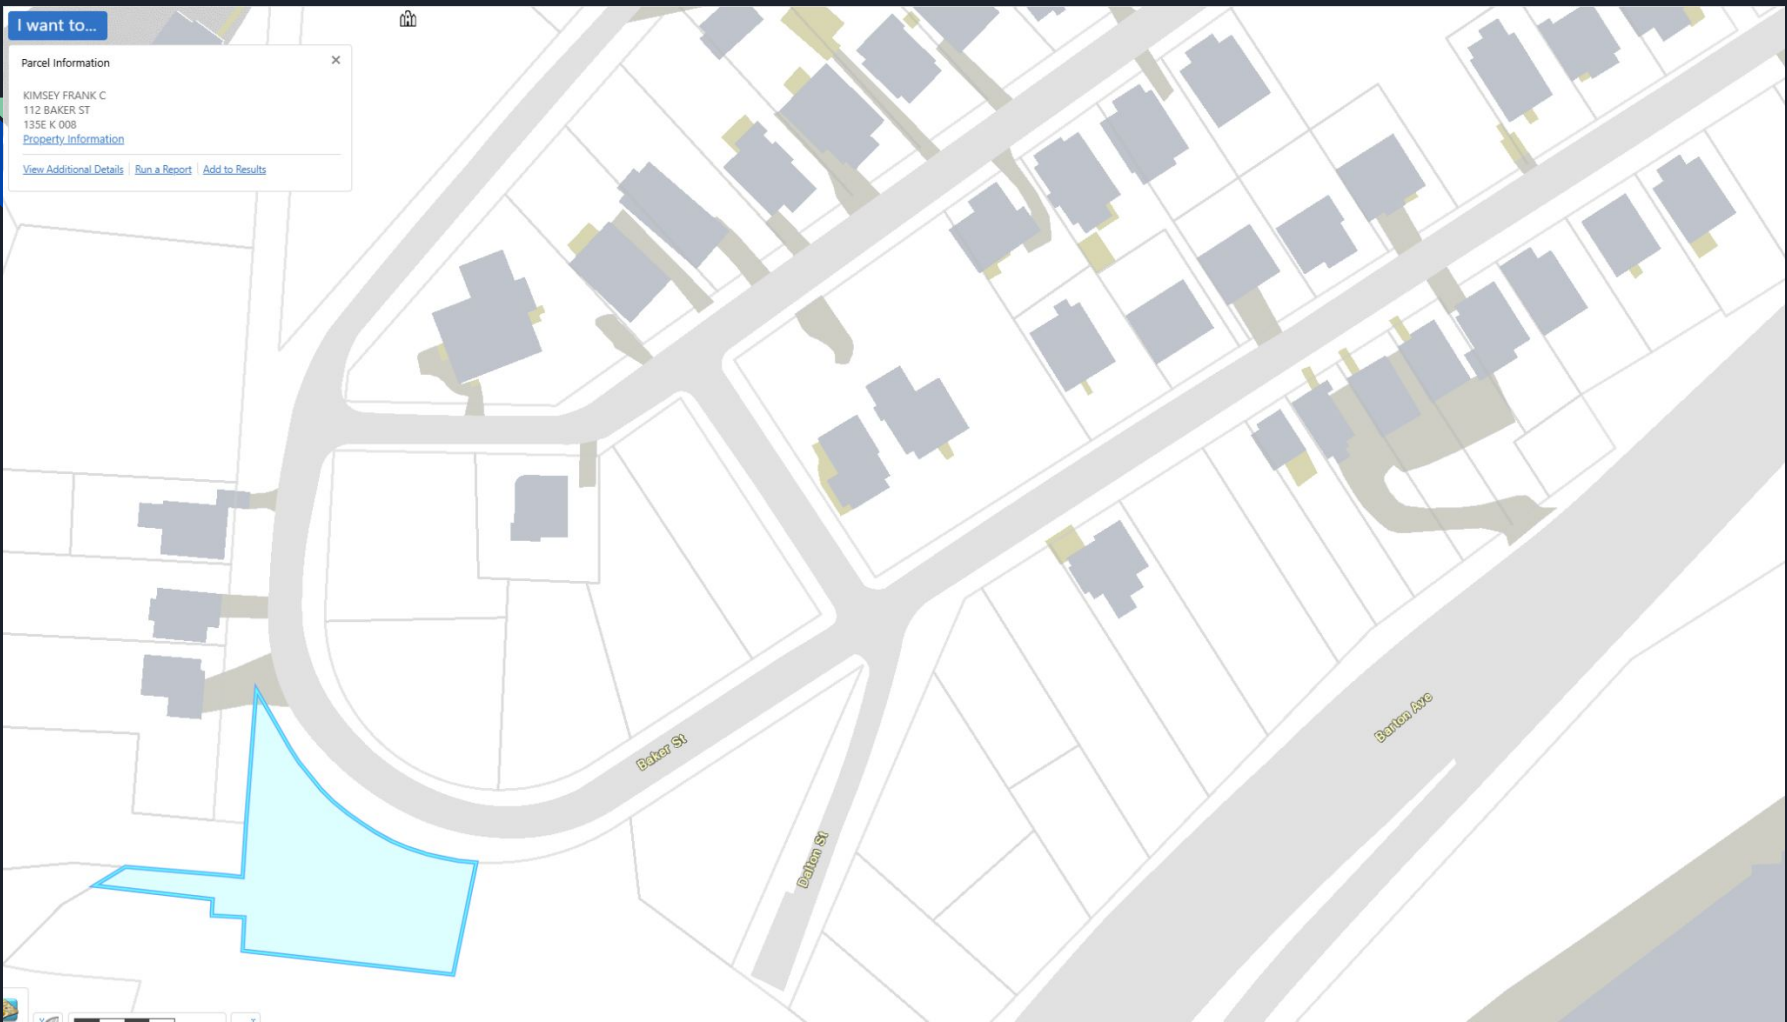 I want to...
Parcel Information
KIMSEY FRANK C
112 BAKER ST
135E K 008
Property Information
View Additional Details | Run a Report | Add to Results
Baker St
Barton Ave
Dalton St